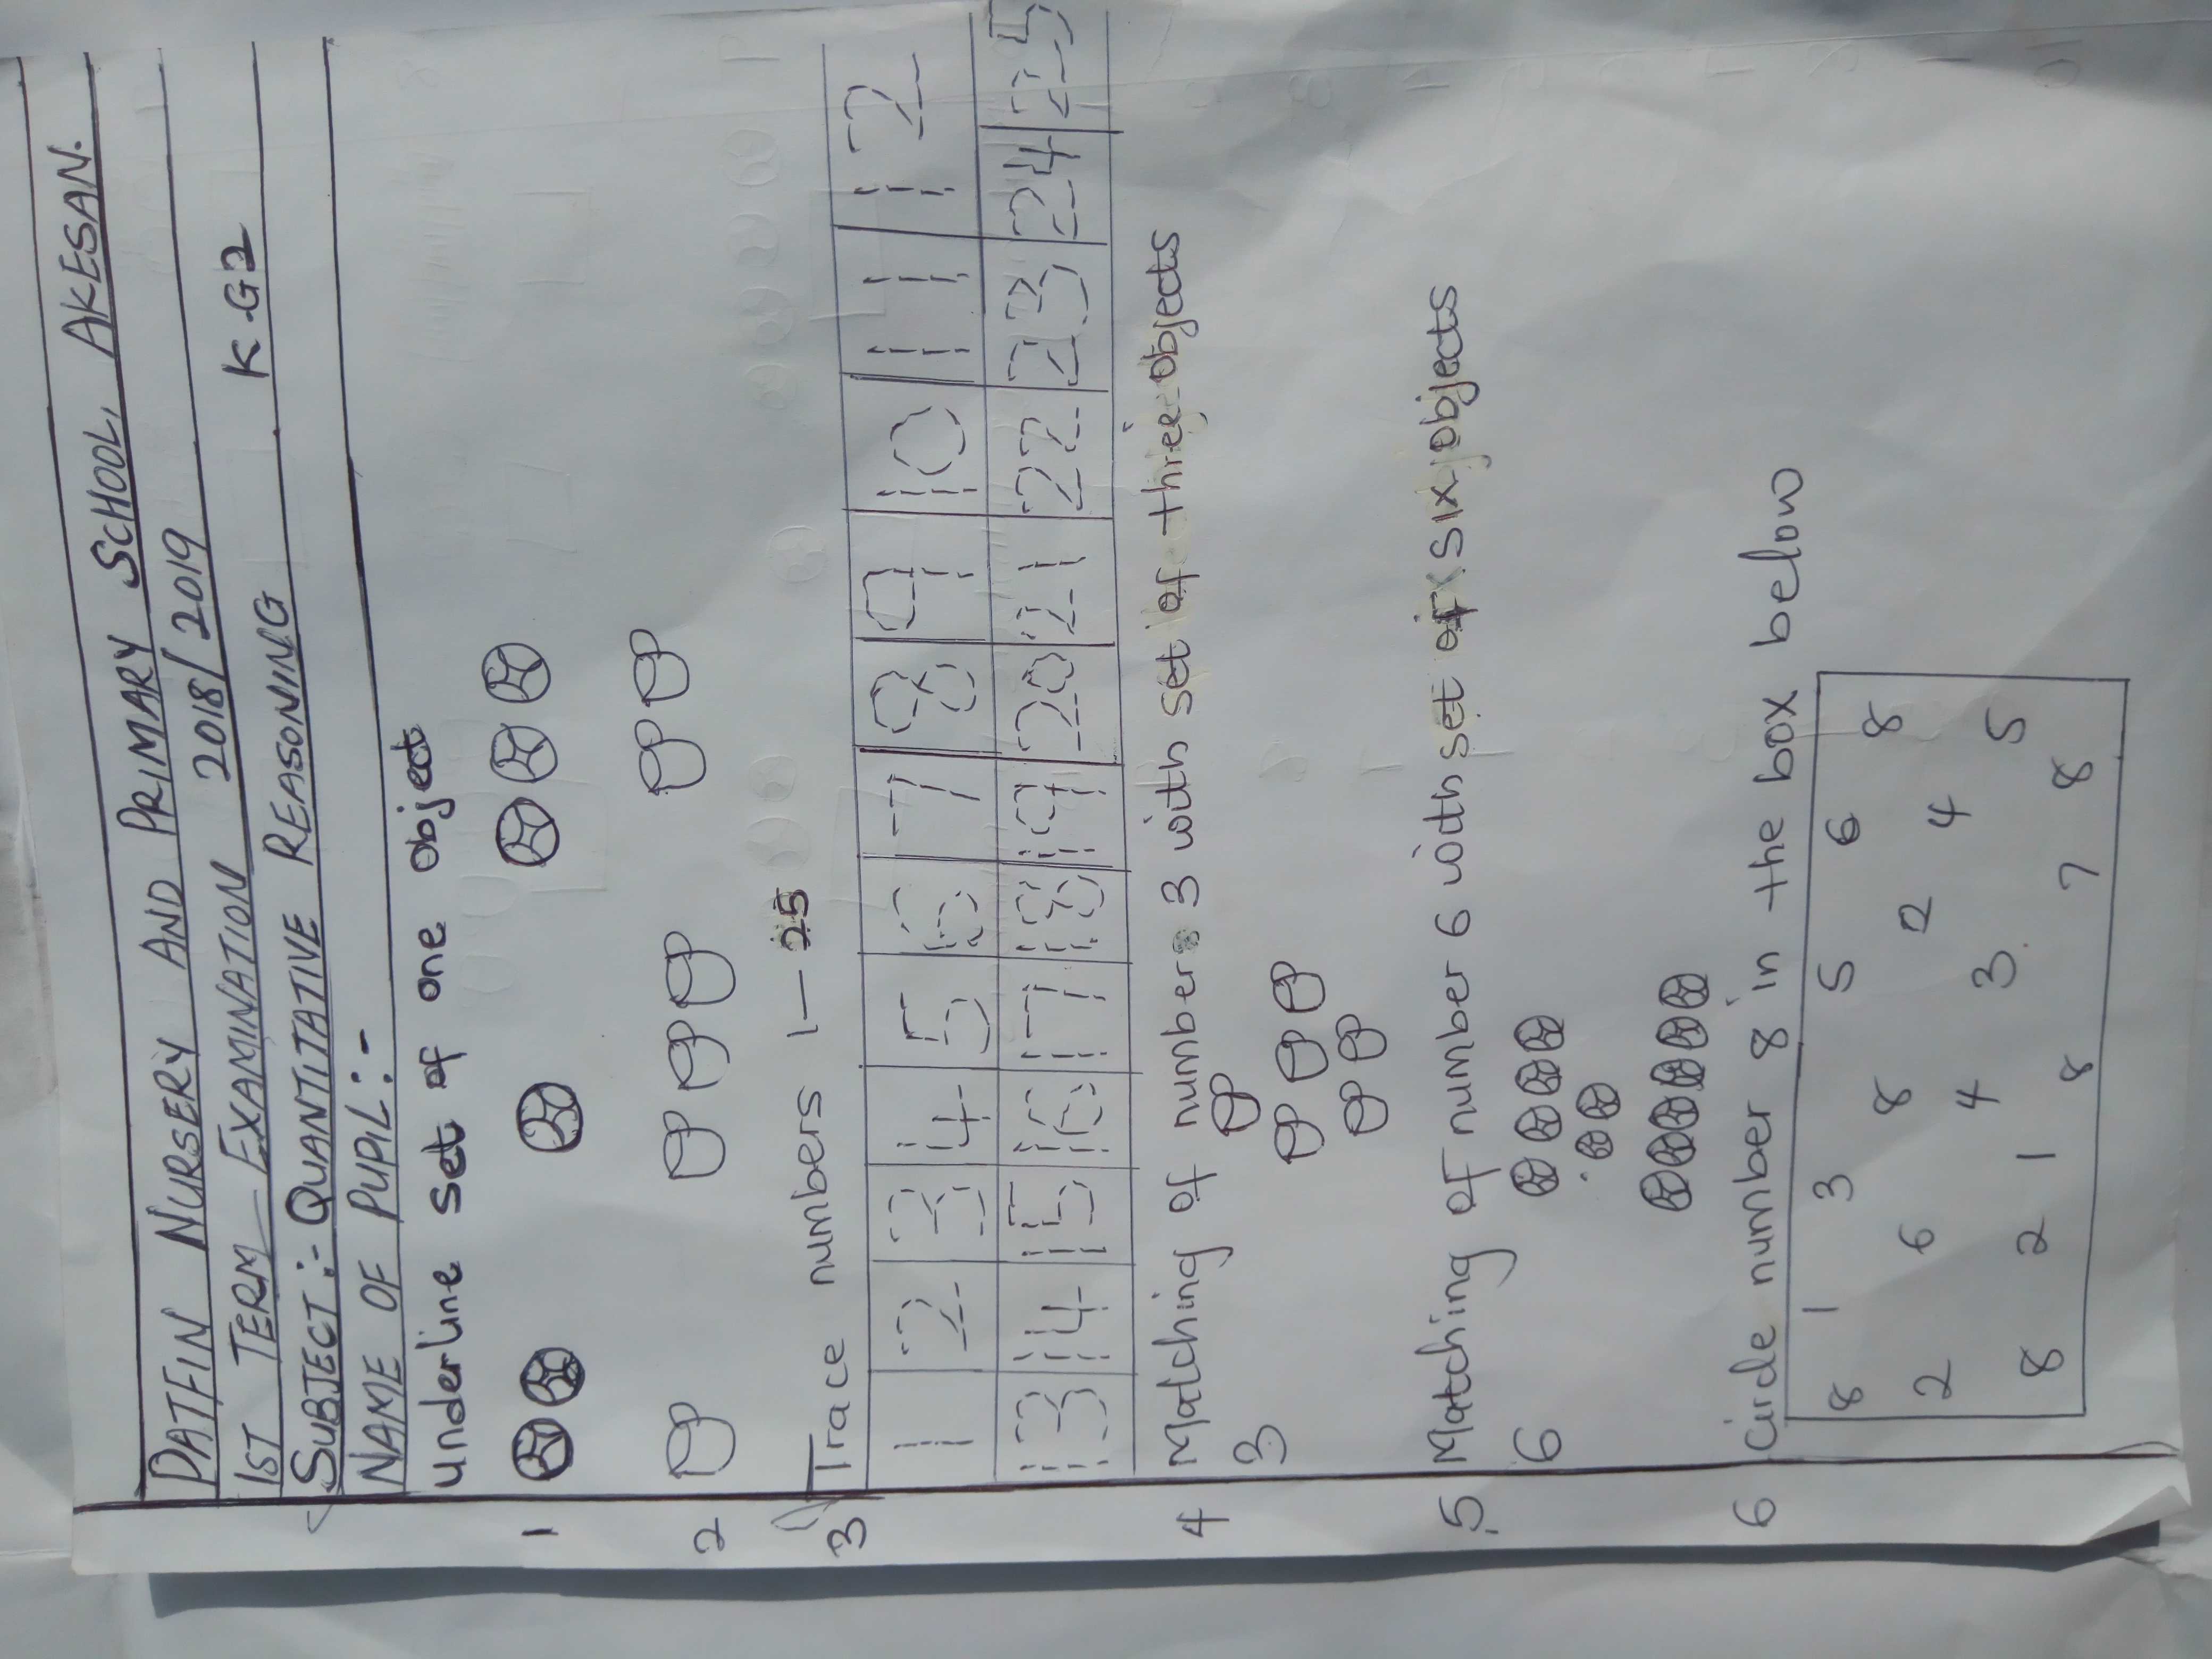 PATFIN NURSERY AND PRIMARY SCHOOL, AKESAN.
1ST TERM EXAMINATION 2018/2019
SUBJECT:- QUANTITATIVE REASONING K.G2
NAME OF PUPIL:-
underline set of one object
1
2
3 Trace numbers 1-25
1 2 3 4 5 6 7 8 9 10 11 12
13 14 15 16 17 18 19 20 21 22 23 24 25
4 Matching of number 3 with set of three objects
3
5 Matching of number 6 with set of six objects
6
6 Circle number 8 in the box below
8 1 3 5 6
2 6 8 2 8
4 3 4
8 2 1 5
8 7 8